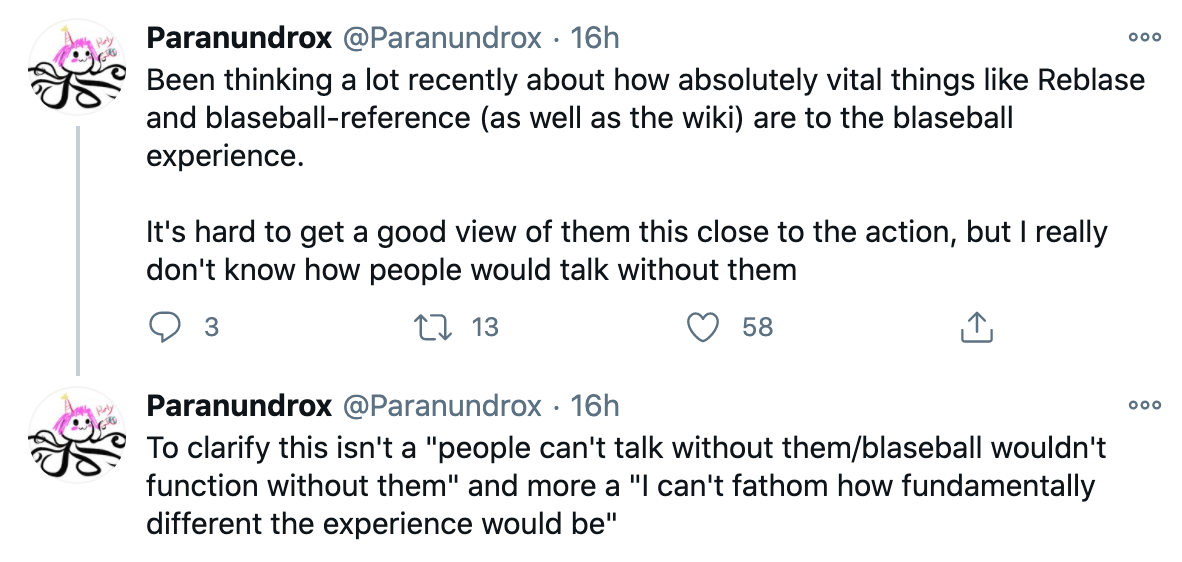 Paranundrox @Paranundrox · 16h
Been thinking a lot recently about how absolutely vital things like Reblase
and blaseball-reference (as well as the wiki) are to the blaseball
experience.
It's hard to get a good view of them this close to the action, but I really
don't know how people would talk without them
3 13 58
Paranundrox @Paranundrox · 16h
To clarify this isn't a "people can't talk without them/blaseball wouldn't
function without them" and more a "I can't fathom how fundamentally
different the experience would be"